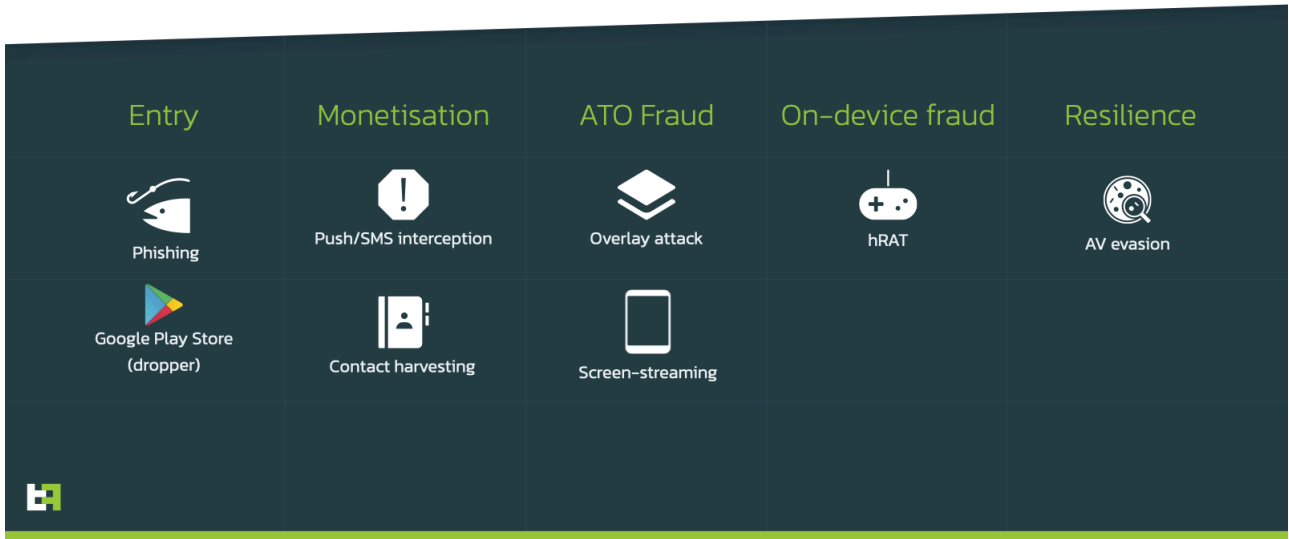 Entry
Monetisation
ATO Fraud
On-device fraud
Resilience
Phishing
Push/SMS interception
Overlay attack
hRAT
AV evasion
Google Play Store
(dropper)
Contact harvesting
Screen-streaming